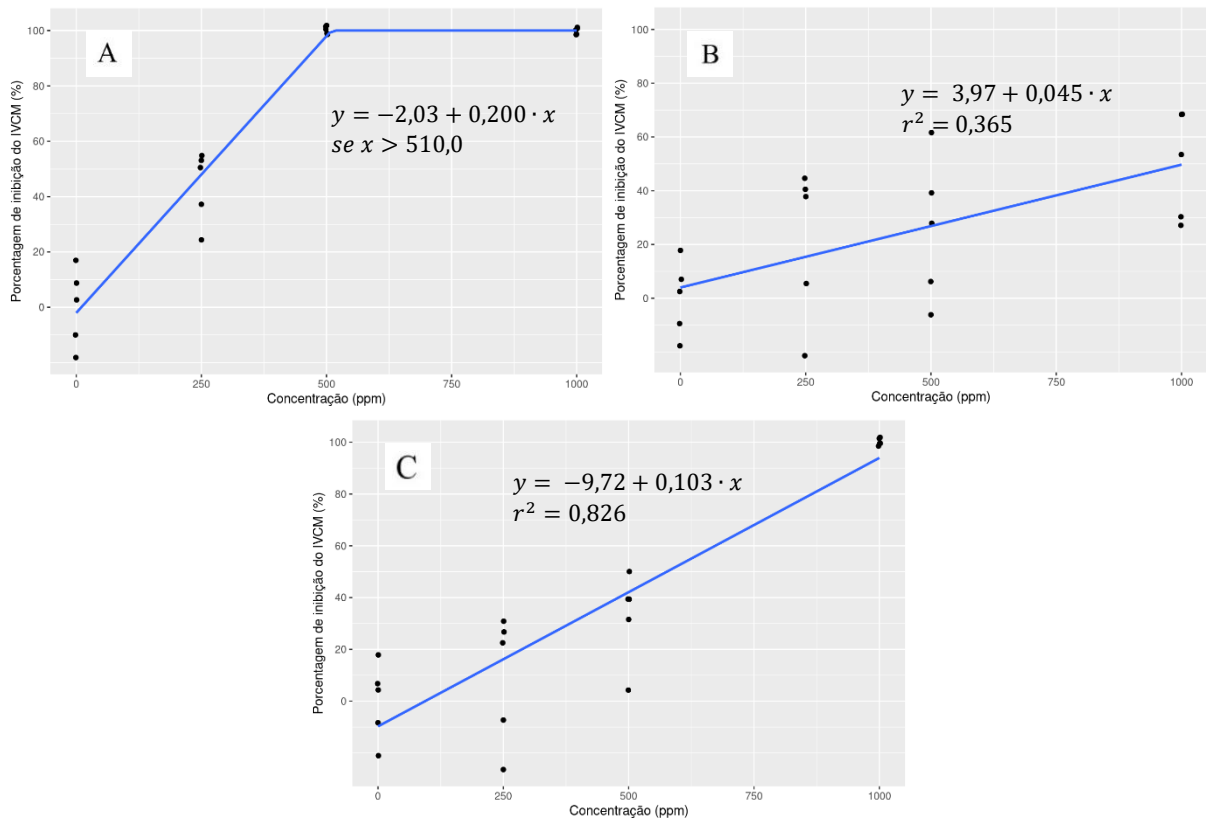 A
y = −2,03 + 0,200 · x
se x > 510,0
Porcentagem de inibição do IVCM (%)
100
80
60
40
20
0
0 250 500 750 1000
Concentração (ppm)
B
y = 3,97 + 0,045 · x
r² = 0,365
Porcentagem de inibição do IVCM (%)
100
80
60
40
20
0
0 250 500 750 1000
Concentração (ppm)
C
y = −9,72 + 0,103 · x
r² = 0,826
Porcentagem de inibição do IVCM (%)
100
80
60
40
20
0
0 250 500 750 1000
Concentração (ppm)